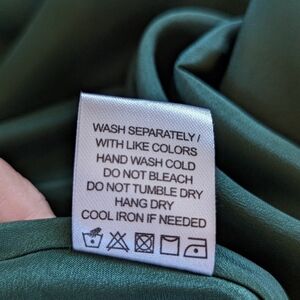 WASH SEPARATELY /
WITH LIKE COLORS
HAND WASH COLD
DO NOT BLEACH
DO NOT TUMBLE DRY
HANG DRY
COOL IRON IF NEEDED